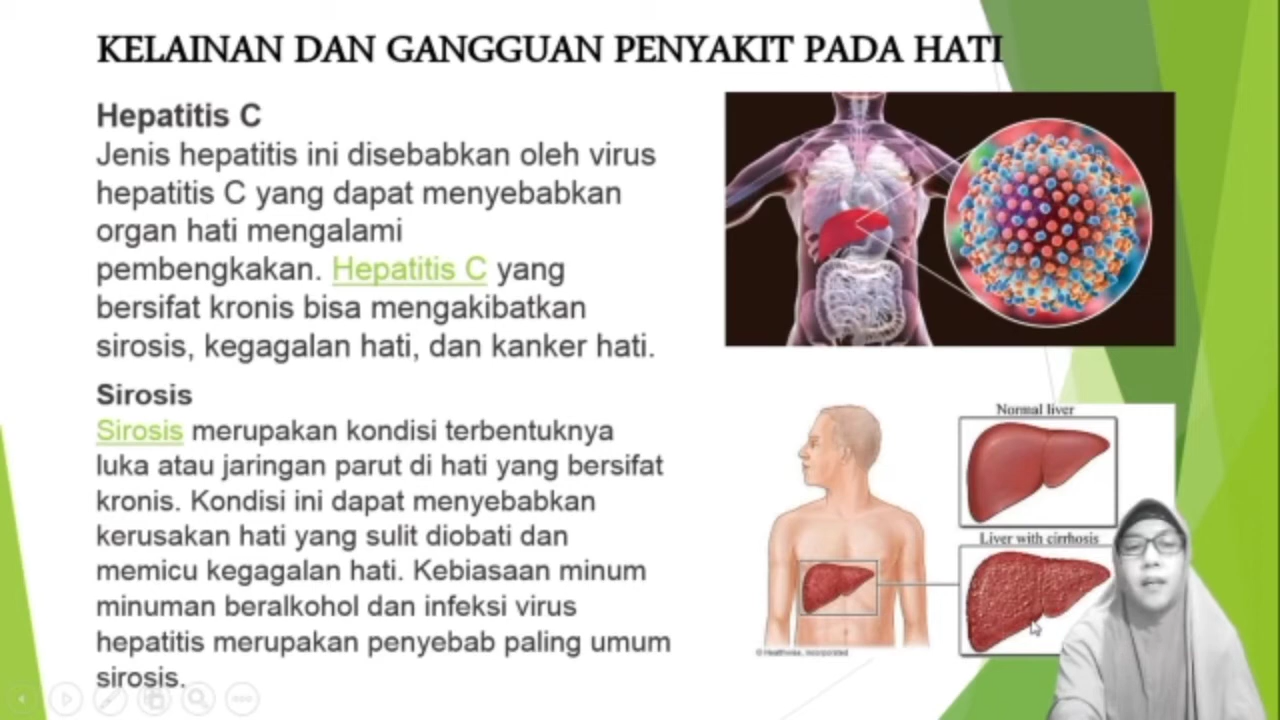 KELAINAN DAN GANGGUAN PENYAKIT PADA HATI
Hepatitis C
Jenis hepatitis ini disebabkan oleh virus
hepatitis C yang dapat menyebabkan
organ hati mengalami
pembengkakan. Hepatitis C yang
bersifat kronis bisa mengakibatkan
sirosis, kegagalan hati, dan kanker hati.
Sirosis
Sirosis merupakan kondisi terbentuknya
luka atau jaringan parut di hati yang bersifat
kronis. Kondisi ini dapat menyebabkan
kerusakan hati yang sulit diobati dan
memicu kegagalan hati. Kebiasaan minum
minuman beralkohol dan infeksi virus
hepatitis merupakan penyebab paling umum
sirosis.
Normal liver
Liver with cirrhosis
© Healthwise, Incorporated